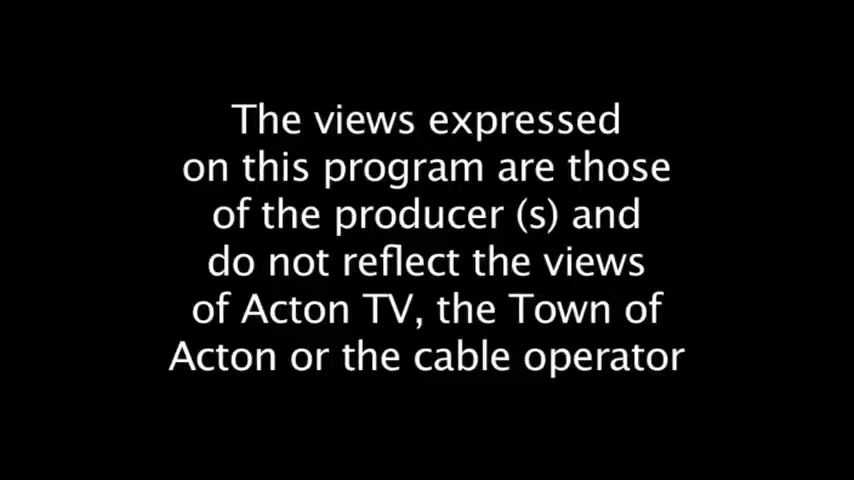 The views expressed
on this program are those
of the producer (s) and
do not reflect the views
of Acton TV, the Town of
Acton or the cable operator